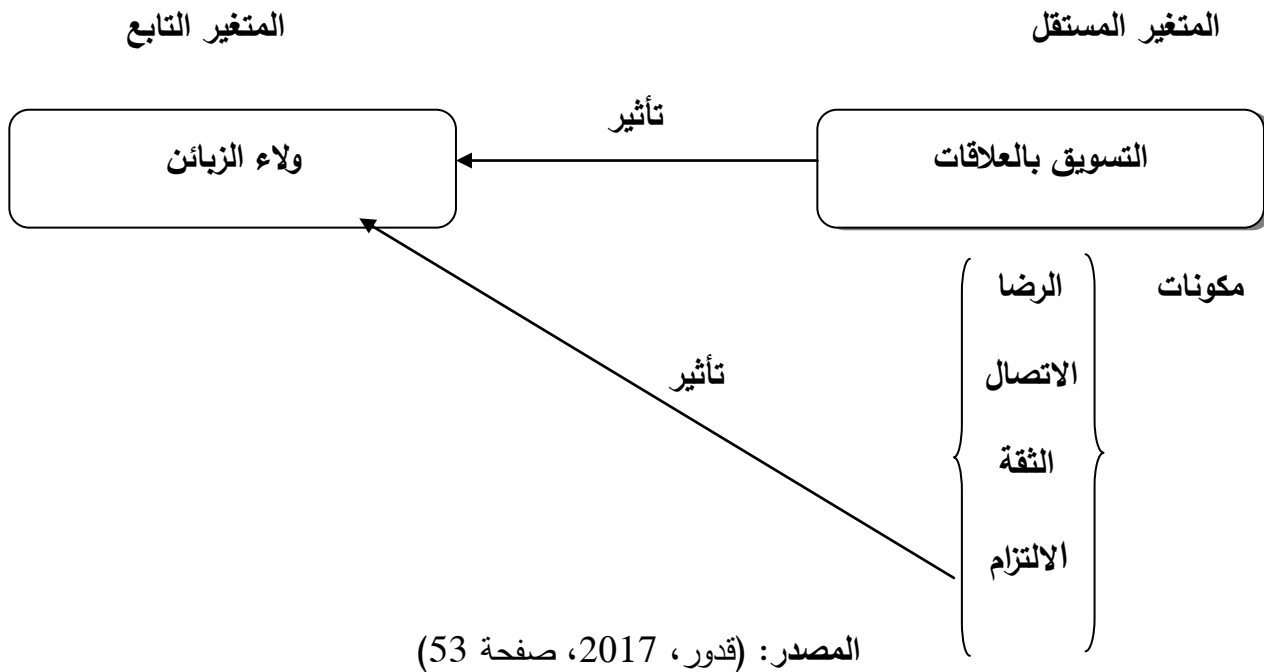 المتغير المستقل
المتغير التابع
تأثير
التسويق بالعلاقات
ولاء الزبائن
مكونات
الرضا
الاتصال
تأثير
الثقة
الالتزام
المصدر: (قدور، 2017، صفحة 53)